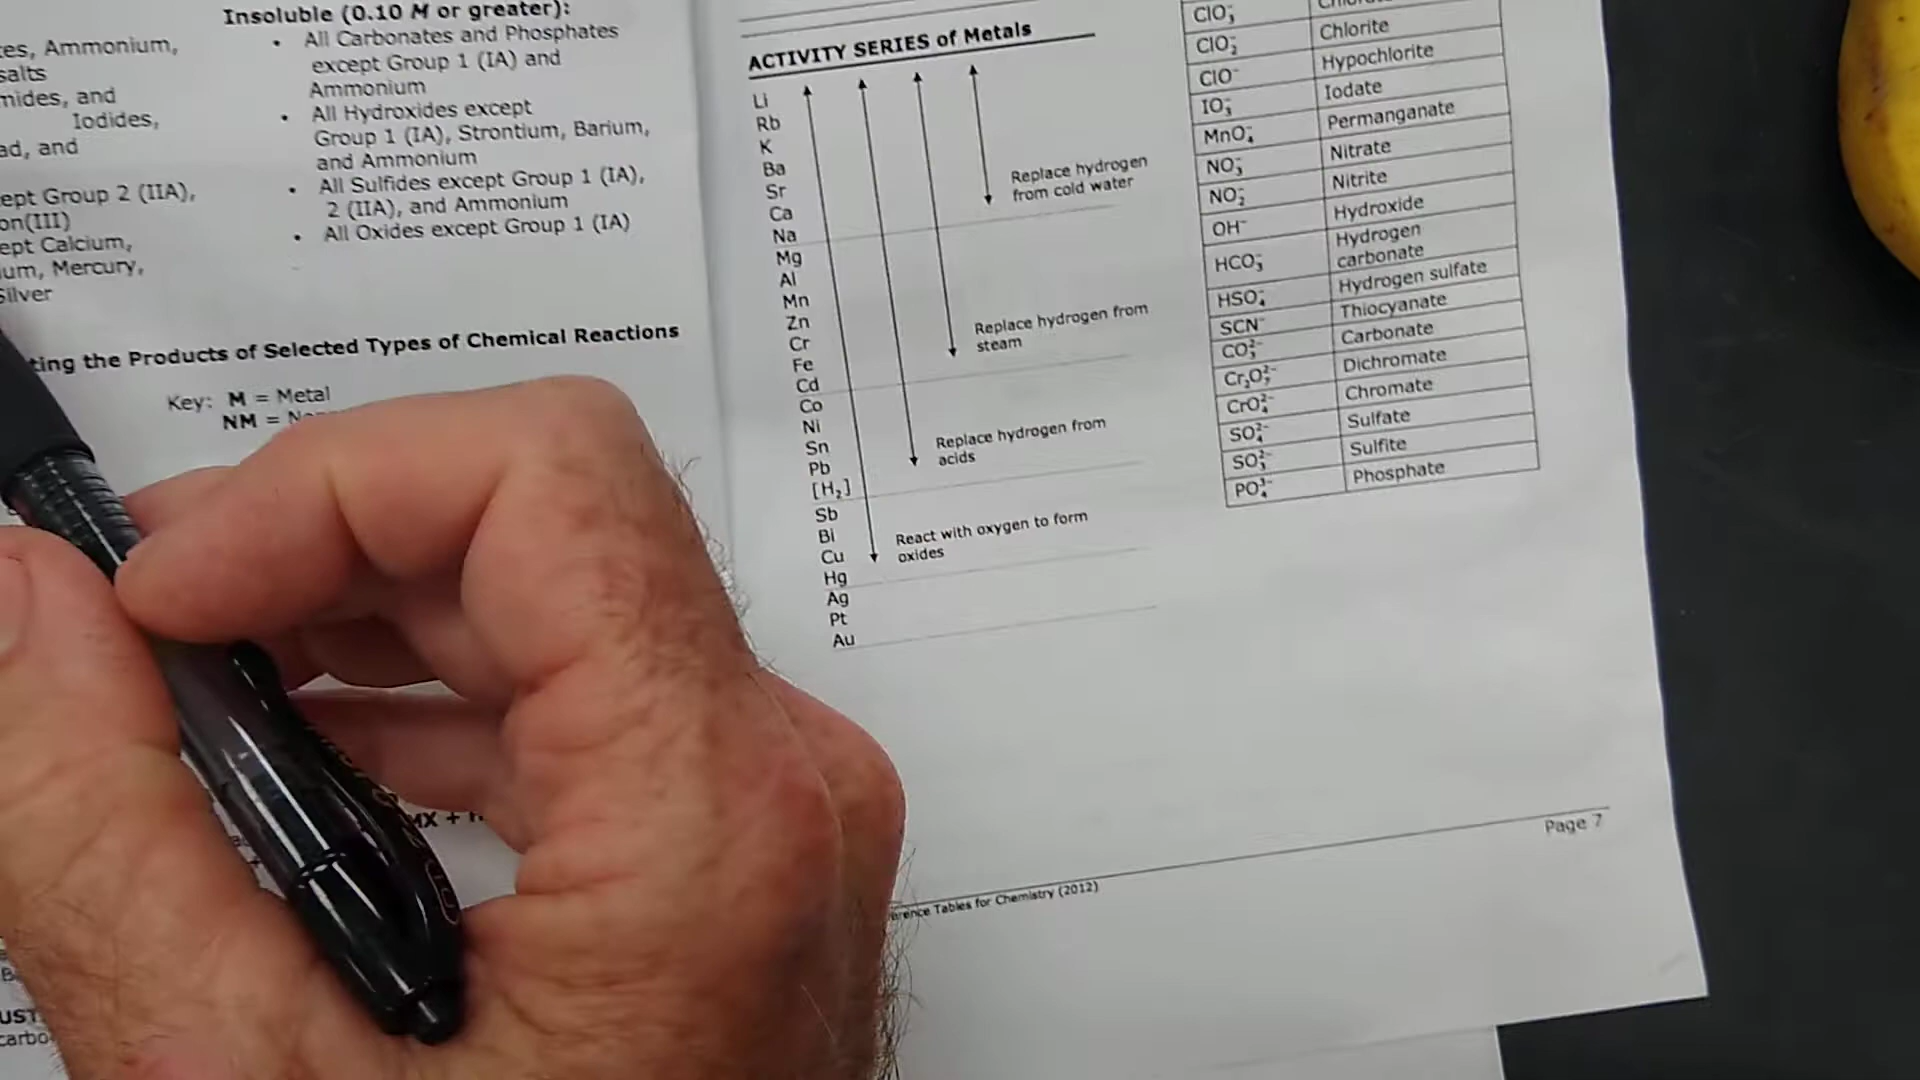 Insoluble (0.10 M or greater):
• All Carbonates and Phosphates
except Group 1 (IA) and
Ammonium
• All Hydroxides except
Group 1 (IA), Strontium, Barium,
and Ammonium
• All Sulfides except Group 1 (IA),
2 (IIA), and Ammonium
• All Oxides except Group 1 (IA)
Ammonium,
salts
mides, and
Iodides,
ad, and
ept Group 2 (IIA),
on(III)
ept Calcium,
um, Mercury,
Silver
ting the Products of Selected Types of Chemical Reactions
Key: M = Metal
NM =
MX +
UST
carbo
ACTIVITY SERIES of Metals
Li
Rb
K
Ba
Sr
Ca
Na
Mg
Al
Mn
Zn
Cr
Fe
Cd
Co
Ni
Sn
Pb
[H₂]
Sb
Bi
Cu
Hg
Ag
Pt
Au
Replace hydrogen
from cold water
Replace hydrogen from
steam
Replace hydrogen from
acids
React with oxygen to form
oxides
ClO₃⁻
ClO₂⁻ Chlorite
ClO⁻ Hypochlorite
IO₃⁻ Iodate
MnO₄⁻ Permanganate
NO₃⁻ Nitrate
NO₂⁻ Nitrite
OH⁻ Hydroxide
HCO₃⁻ Hydrogen
carbonate
HSO₄⁻ Hydrogen sulfate
SCN⁻ Thiocyanate
CO₃²⁻ Carbonate
Cr₂O₇²⁻ Dichromate
CrO₄²⁻ Chromate
SO₄²⁻ Sulfate
SO₃²⁻ Sulfite
PO₄³⁻ Phosphate
Page 7
erence Tables for Chemistry (2012)